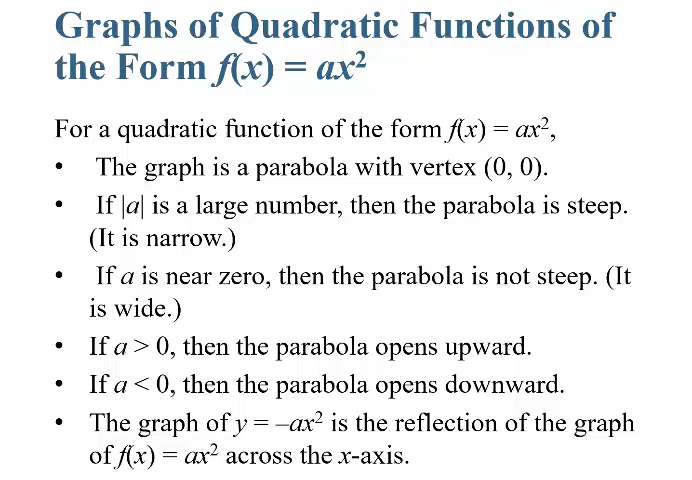 Graphs of Quadratic Functions of
the Form f(x) = ax²
For a quadratic function of the form f(x) = ax²,
• The graph is a parabola with vertex (0, 0).
• If |a| is a large number, then the parabola is steep.
(It is narrow.)
• If a is near zero, then the parabola is not steep. (It
is wide.)
• If a > 0, then the parabola opens upward.
• If a < 0, then the parabola opens downward.
• The graph of y = –ax² is the reflection of the graph
of f(x) = ax² across the x-axis.